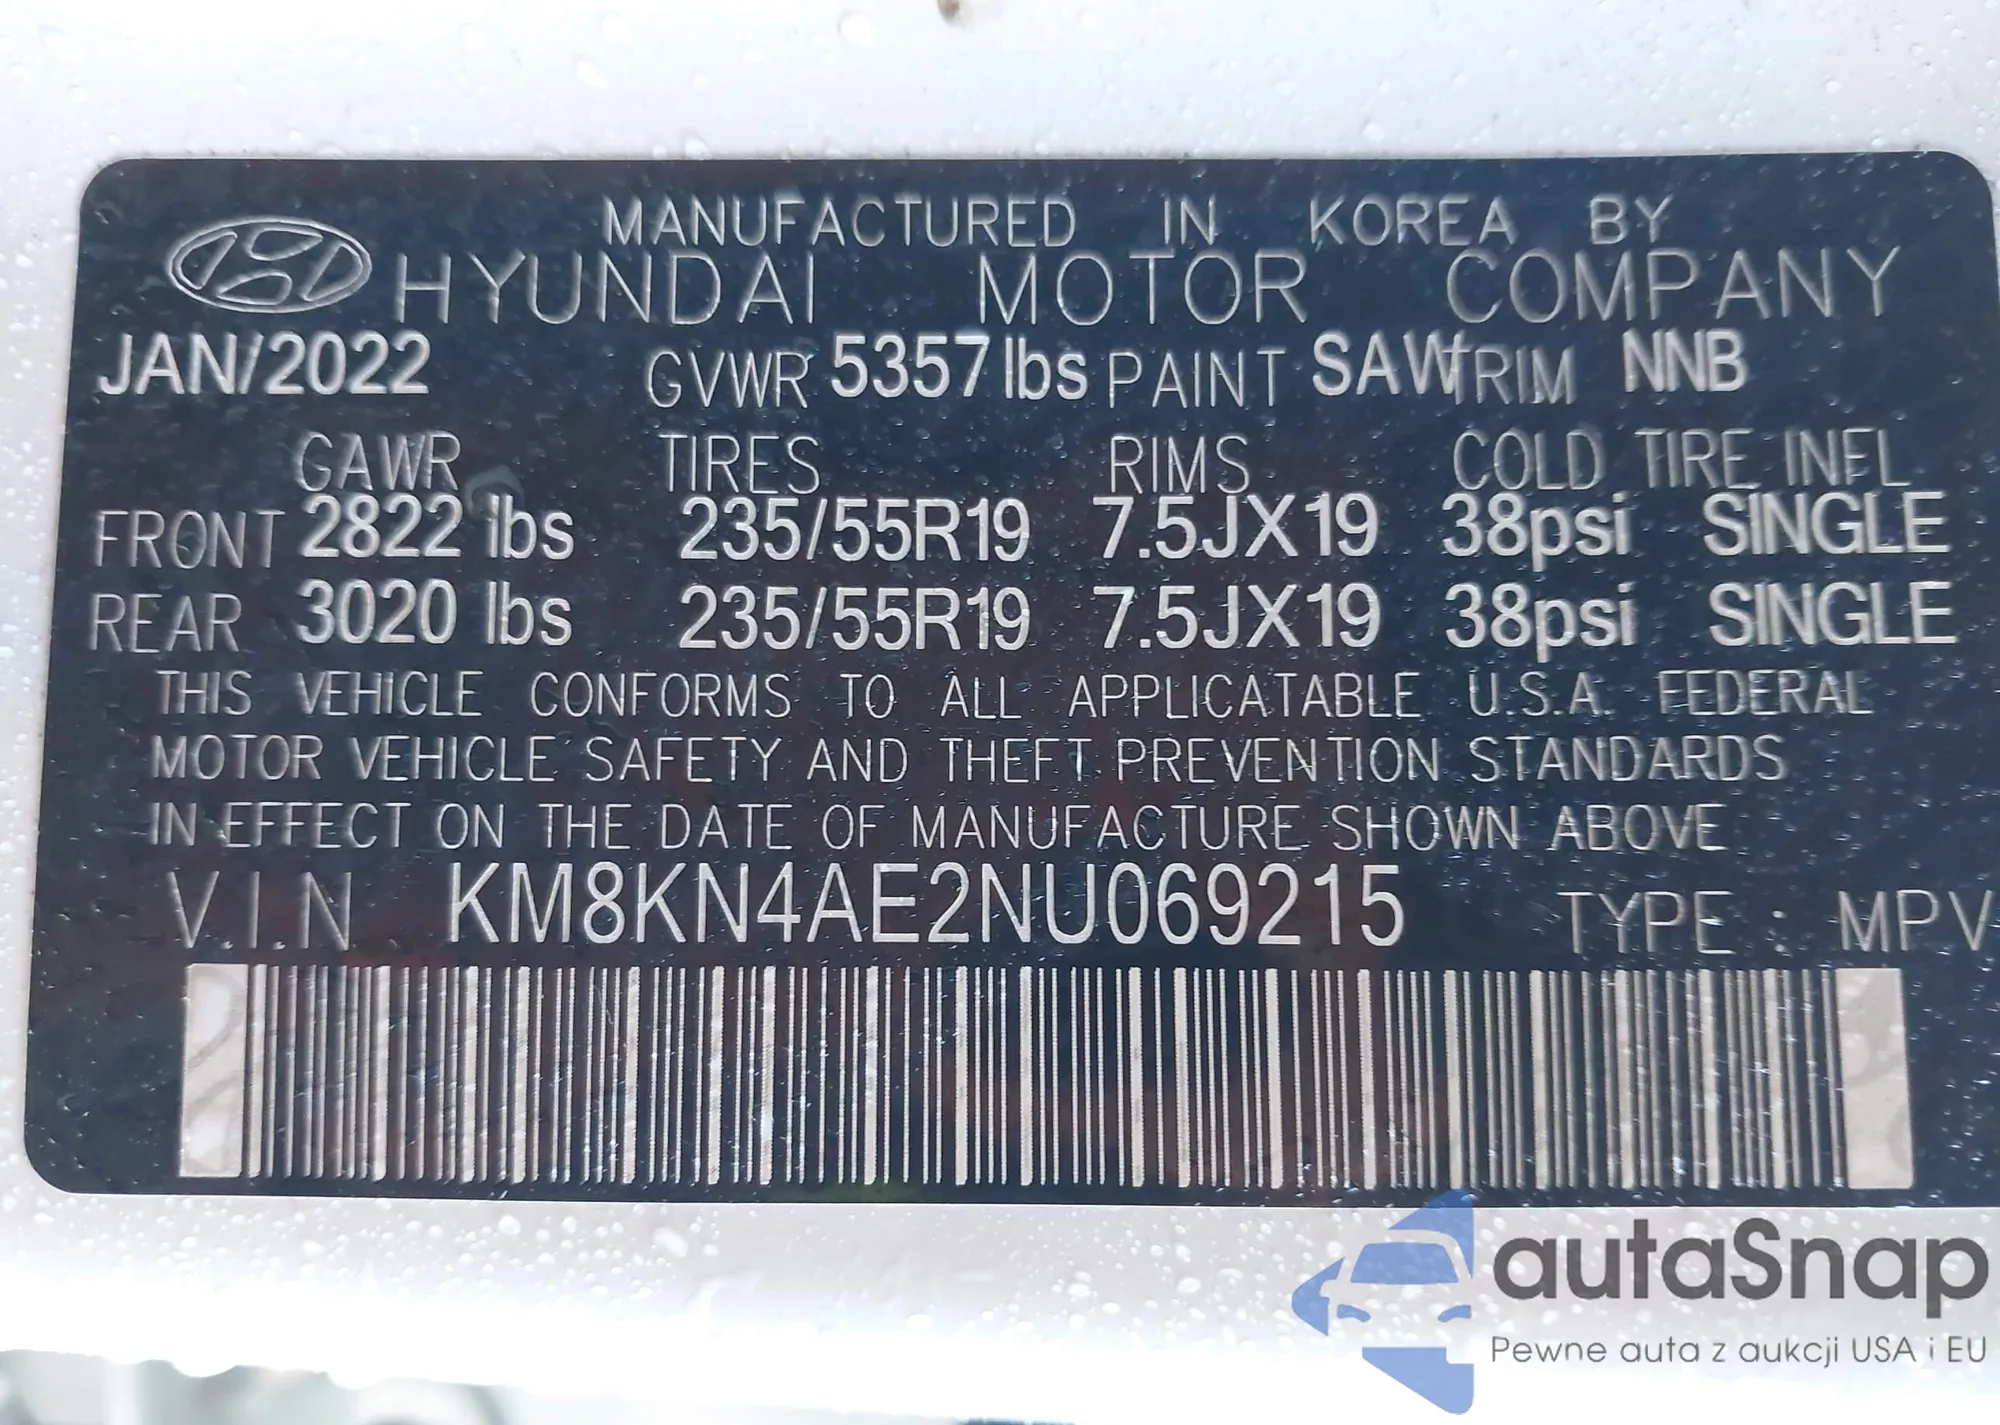 MANUFACTURED IN KOREA BY
HYUNDAI MOTOR COMPANY
JAN/2022 GVWR 5357 lbs PAINT SAW TRIM NNB
GAWR TIRES RIMS COLD TIRE INFL
FRONT 2822 lbs 235/55R19 7.5JX19 38psi SINGLE
REAR 3020 lbs 235/55R19 7.5JX19 38psi SINGLE
THIS VEHICLE CONFORMS TO ALL APPLICATABLE U.S.A. FEDERAL
MOTOR VEHICLE SAFETY AND THEFT PREVENTION STANDARDS
IN EFFECT ON THE DATE OF MANUFACTURE SHOWN ABOVE
V.I.N KM8KN4AE2NU069215 TYPE : MPV
autaSnap
Pewne auta z aukcji USA i EU